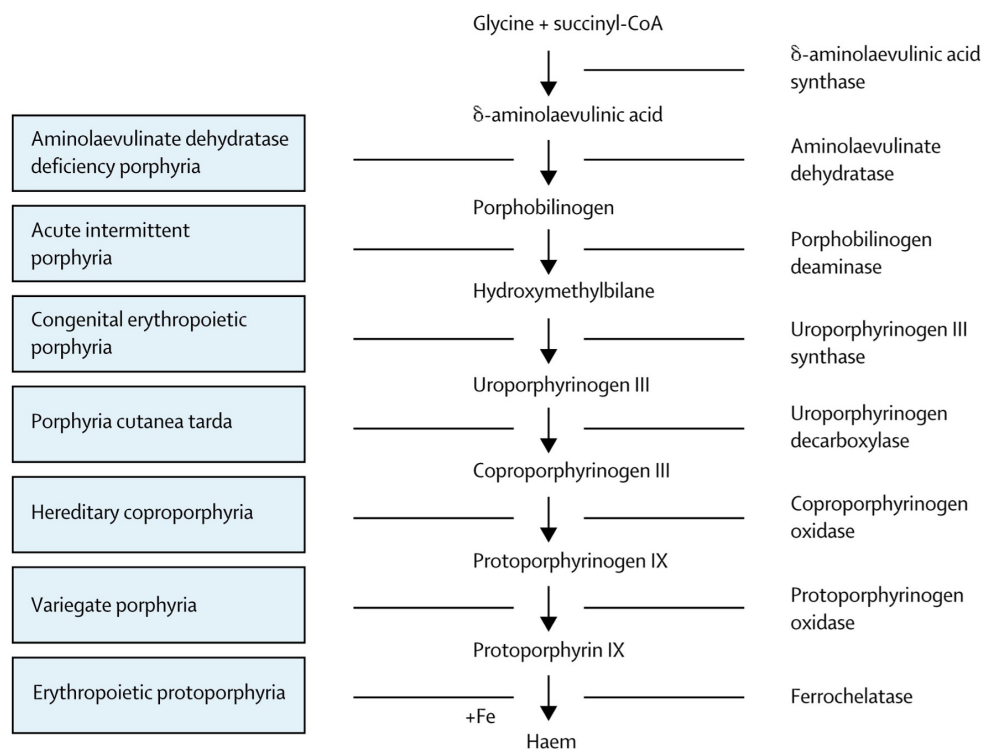 Glycine + succinyl-CoA
δ-aminolaevulinic acid
synthase
δ-aminolaevulinic acid
Aminolaevulinate dehydratase
deficiency porphyria
Aminolaevulinate
dehydratase
Porphobilinogen
Acute intermittent
porphyria
Porphobilinogen
deaminase
Hydroxymethylbilane
Congenital erythropoietic
porphyria
Uroporphyrinogen III
synthase
Uroporphyrinogen III
Porphyria cutanea tarda
Uroporphyrinogen
decarboxylase
Coproporphyrinogen III
Hereditary coproporphyria
Coproporphyrinogen
oxidase
Protoporphyrinogen IX
Variegate porphyria
Protoporphyrinogen
oxidase
Protoporphyrin IX
Erythropoietic protoporphyria
Ferrochelatase
+Fe
Haem